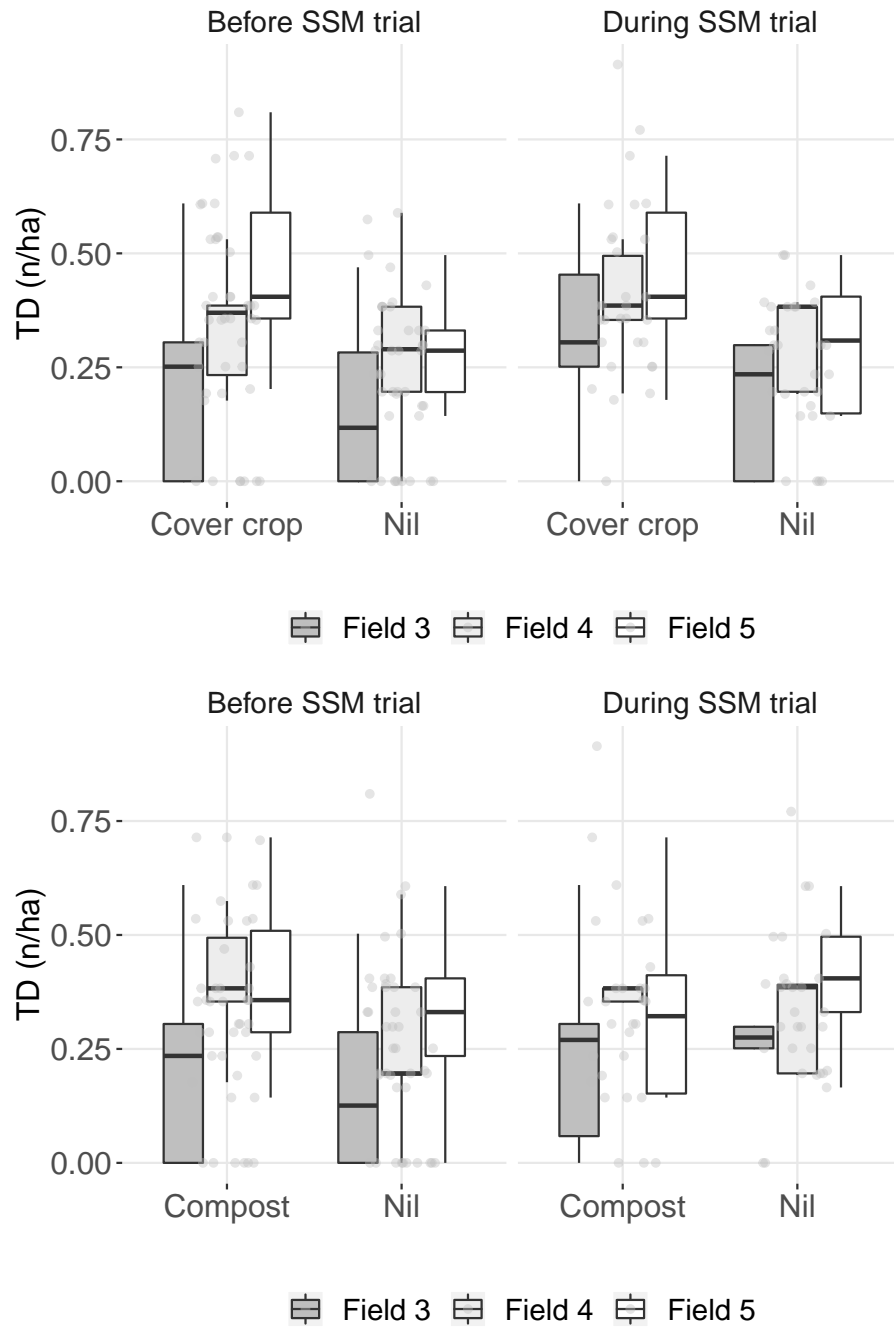 Before SSM trial During SSM trial
TD (n/ha)
0.75
0.50
0.25
0.00
Cover crop Nil Cover crop Nil
Field 3 Field 4 Field 5
Before SSM trial During SSM trial
TD (n/ha)
0.75
0.50
0.25
0.00
Compost Nil Compost Nil
Field 3 Field 4 Field 5